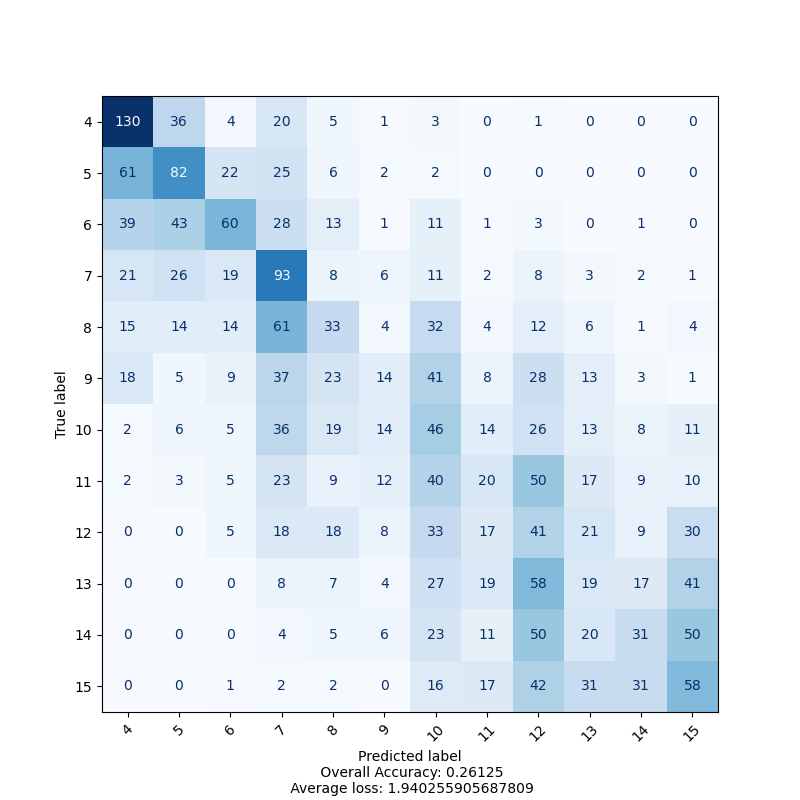 4 130 36 4 20 5 1 3 0 1 0 0 0
5 61 82 22 25 6 2 2 0 0 0 0 0
6 39 43 60 28 13 1 11 1 3 0 1 0
7 21 26 19 93 8 6 11 2 8 3 2 1
8 15 14 14 61 33 4 32 4 12 6 1 4
9 18 5 9 37 23 14 41 8 28 13 3 1
10 2 6 5 36 19 14 46 14 26 13 8 11
11 2 3 5 23 9 12 40 20 50 17 9 10
12 0 0 5 18 18 8 33 17 41 21 9 30
13 0 0 0 8 7 4 27 19 58 19 17 41
14 0 0 0 4 5 6 23 11 50 20 31 50
15 0 0 1 2 2 0 16 17 42 31 31 58
True label
4 5 6 7 8 9 10 11 12 13 14 15
Predicted label
Overall Accuracy: 0.26125
Average loss: 1.940255905687809